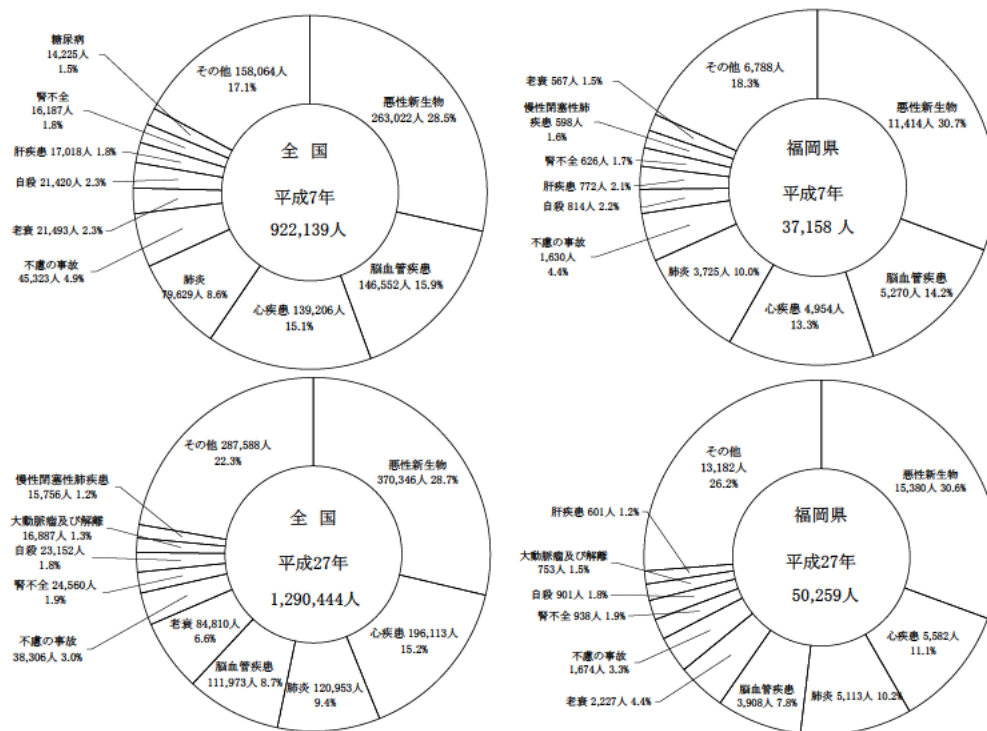 糖尿病
14,225人
1.5%
腎不全
16,187人
1.8%
肝疾患 17,018人 1.8%
自殺 21,420人 2.3%
老衰 21,493人 2.3%
不慮の事故
45,323人 4.9%
肺炎
79,629人 8.6%
心疾患 139,206人
15.1%
脳血管疾患
146,552人 15.9%
悪性新生物
263,022人 28.5%
その他 158,064人
17.1%
全 国
平成7年
922,139人
老衰 567人 1.5%
慢性閉塞性肺
疾患 598人
1.6%
腎不全 626人 1.7%
肝疾患 772人 2.1%
自殺 814人 2.2%
不慮の事故
1,630人
4.4%
肺炎 3,725人 10.0%
心疾患 4,954人
13.3%
脳血管疾患
5,270人 14.2%
悪性新生物
11,414人 30.7%
その他 6,788人
18.3%
福岡県
平成7年
37,158 人
慢性閉塞性肺疾患
15,756人 1.2%
大動脈瘤及び解離
16,887人 1.3%
自殺 23,152人
1.8%
腎不全 24,560人
1.9%
不慮の事故
38,306人 3.0%
老衰 84,810人
6.6%
脳血管疾患
111,973人 8.7%
肺炎 120,953人
9.4%
心疾患 196,113人
15.2%
悪性新生物
370,346人 28.7%
その他 287,588人
22.3%
全 国
平成27年
1,290,444人
肝疾患 601人 1.2%
大動脈瘤及び解離
753人 1.5%
自殺 901人 1.8%
腎不全 938人 1.9%
不慮の事故
1,674人 3.3%
老衰 2,227人 4.4%
脳血管疾患
3,908人 7.8%
肺炎 5,113人 10.2%
心疾患 5,582人
11.1%
悪性新生物
15,380人 30.6%
その他
13,182人
26.2%
福岡県
平成27年
50,259人